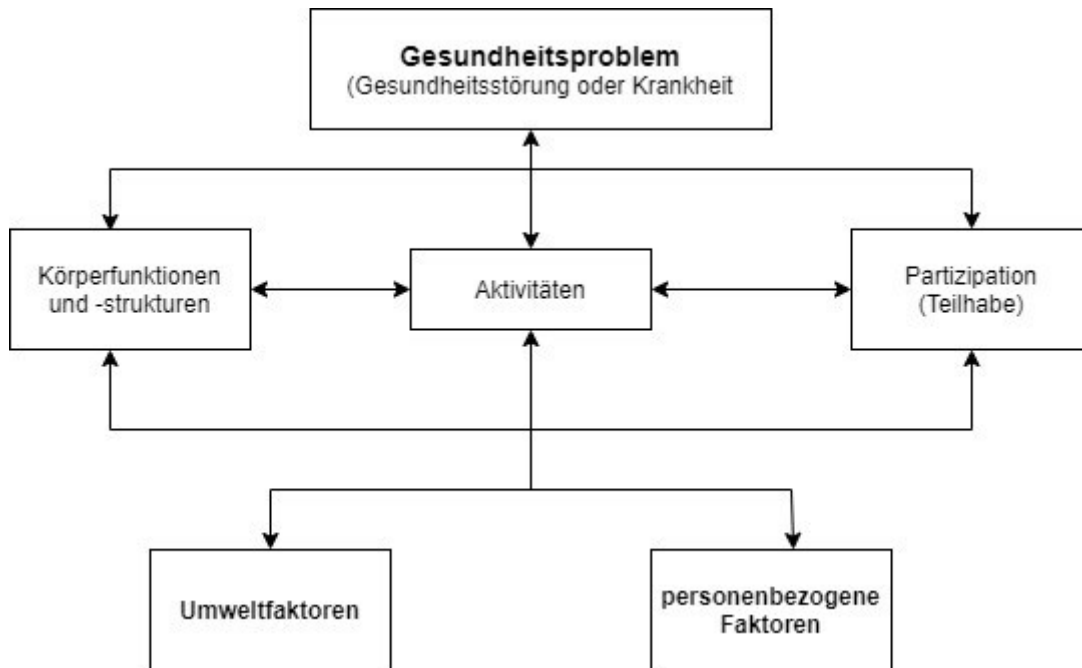 Gesundheitsproblem
(Gesundheitsstörung oder Krankheit
Körperfunktionen
und -strukturen
Aktivitäten
Partizipation
(Teilhabe)
Umweltfaktoren
personenbezogene
Faktoren